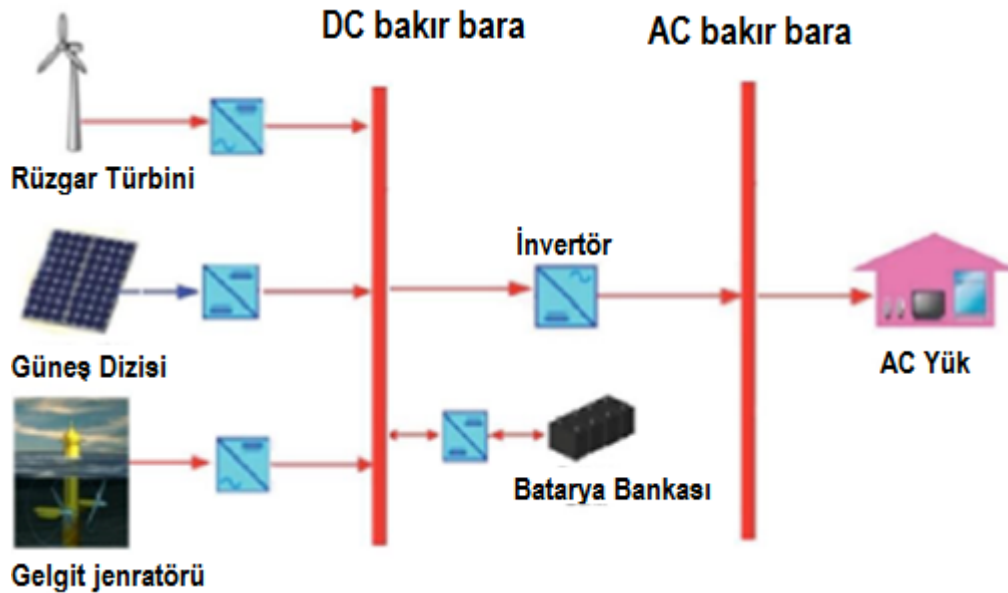 DC bakır bara
AC bakır bara
Rüzgar Türbini
İnvertör
Güneş Dizisi
AC Yük
Batarya Bankası
Gelgit jenratörü